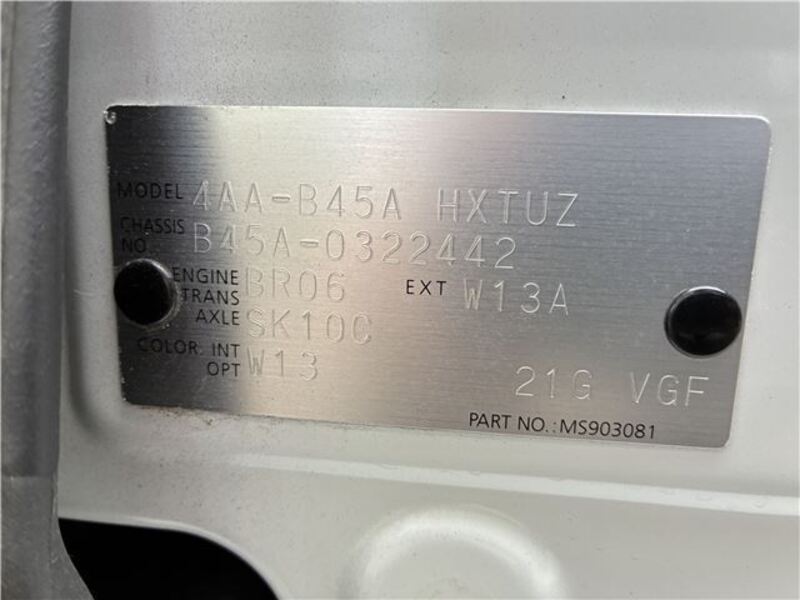 MODEL 4AA-B45A HXTUZ
CHASSIS NO. B45A-0322442
ENGINE BR06 EXT W13A
TRANS AXLE SK10C
COLOR: INT W13
OPT 21G VGF
PART NO.: MS903081